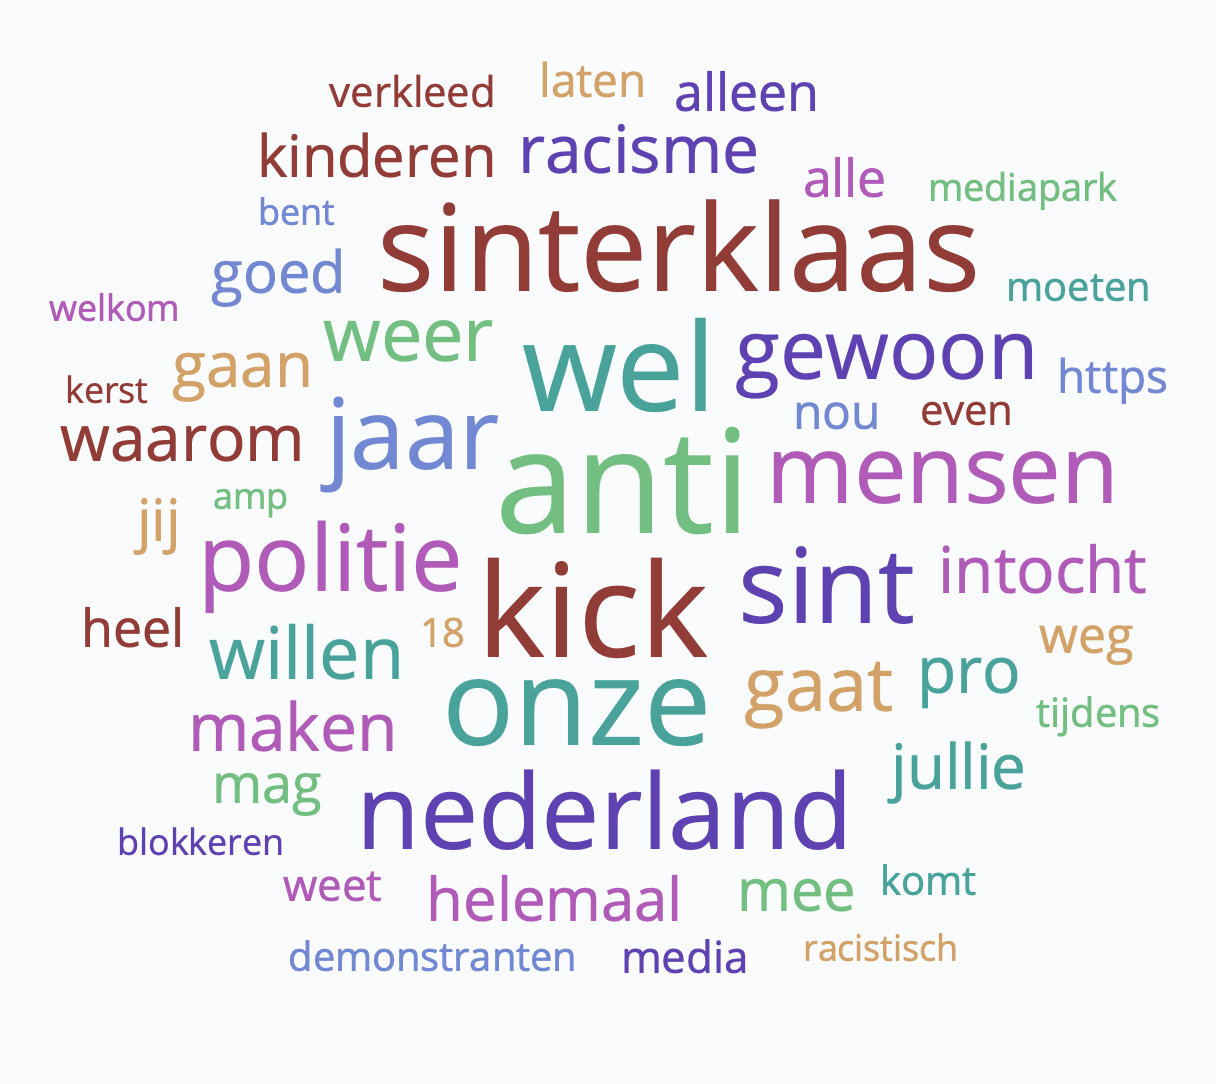 verkleed laten alleen
kinderen racisme alle mediapark
bent sinterklaas
goed moeten
welkom weer wel gewoon
gaan https
kerst jaar nou even
waarom anti mensen
jij amp
politie kick sint intocht
heel willen 18 weg
onze gaat pro
maken tijdens
mag jullie
blokkeren nederland
weet helemaal mee komt
demonstranten media racistisch